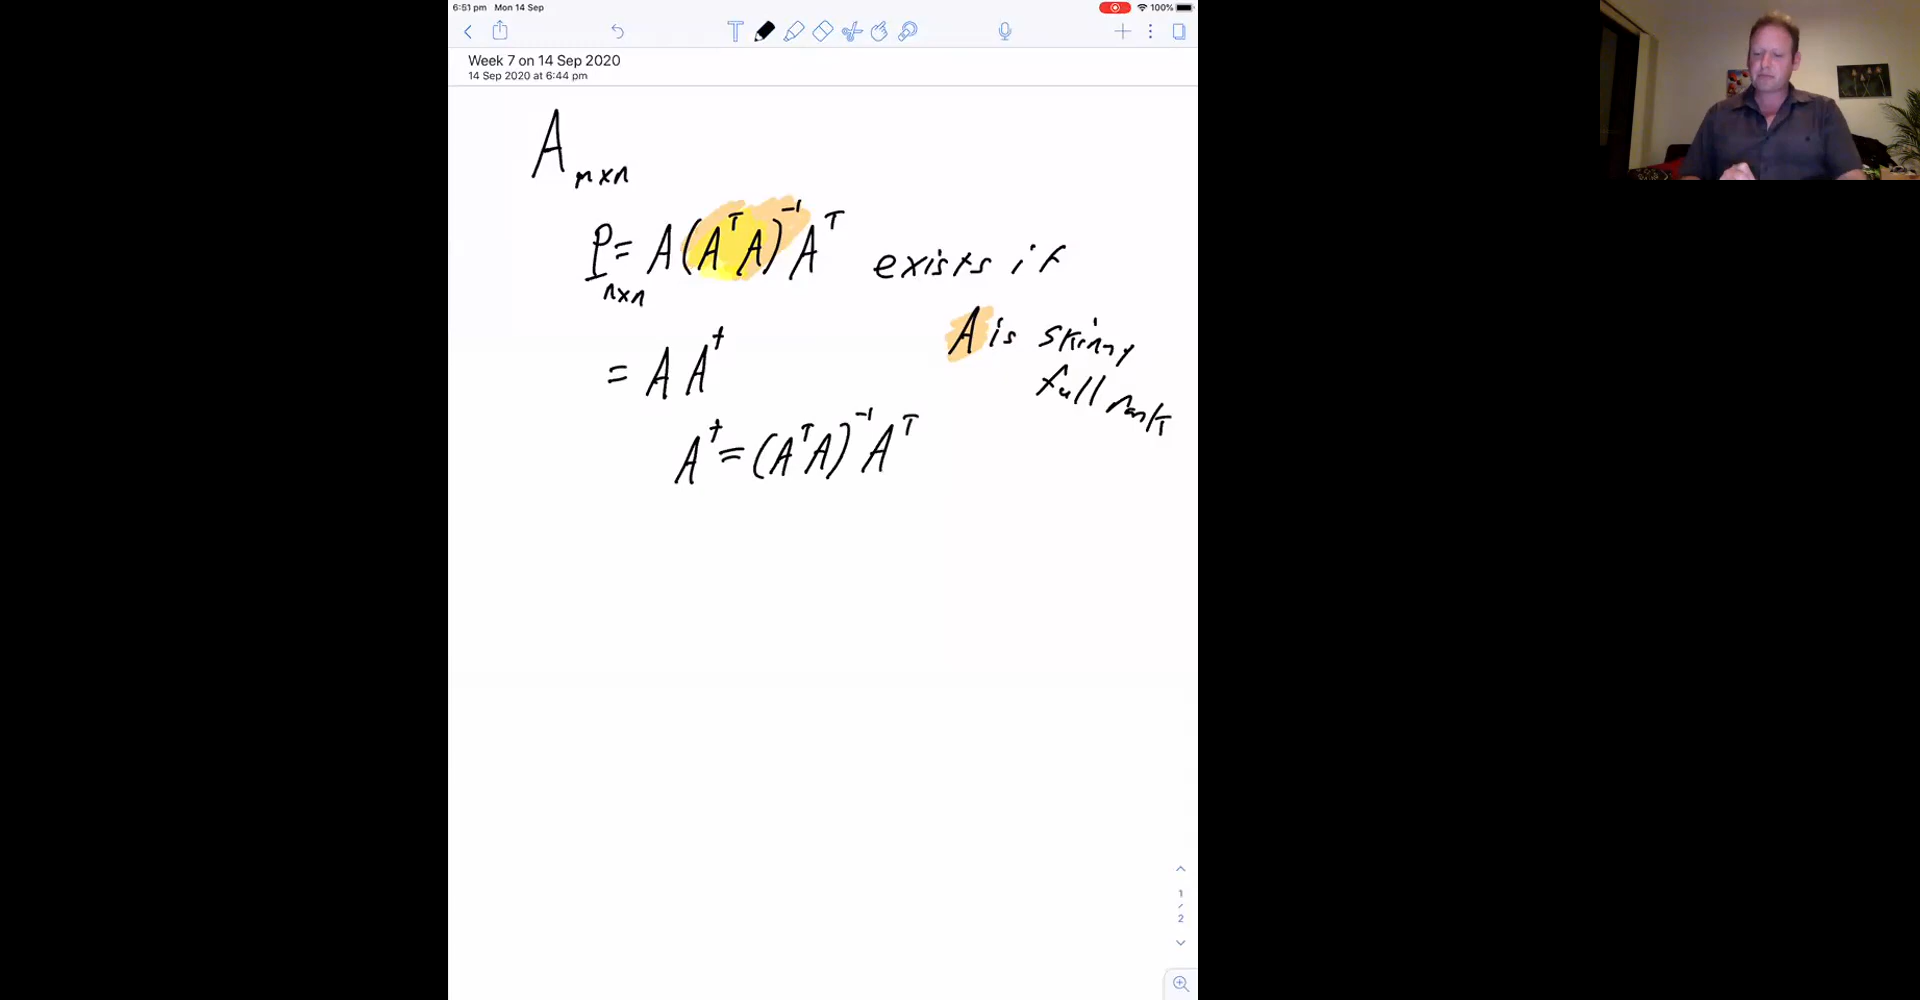 6:51 pm Mon 14 Sep 100%
Week 7 on 14 Sep 2020
14 Sep 2020 at 6:44 pm
A m×n
P = A(AᵀA)⁻¹Aᵀ exists if
n×n
A is skinny
full rank
= A A†
A† = (AᵀA)⁻¹Aᵀ
1
/
2